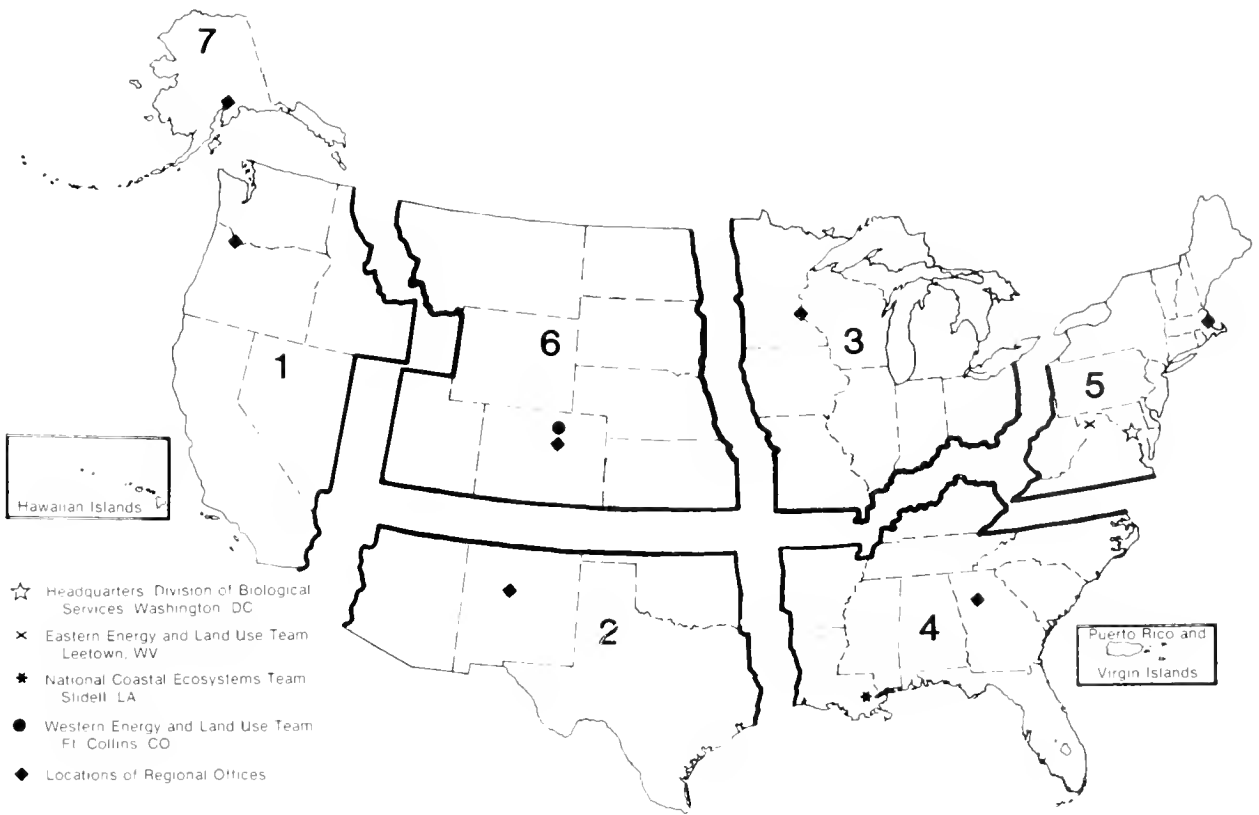 7
1
6
3
5
2
4
Hawaiian Islands
Puerto Rico and
Virgin Islands
Headquarters Division of Biological
Services Washington DC
Eastern Energy and Land Use Team
Leetown, WV
National Coastal Ecosystems Team
Slidell LA
Western Energy and Land Use Team
Ft Collins CO
Locations of Regional Offices